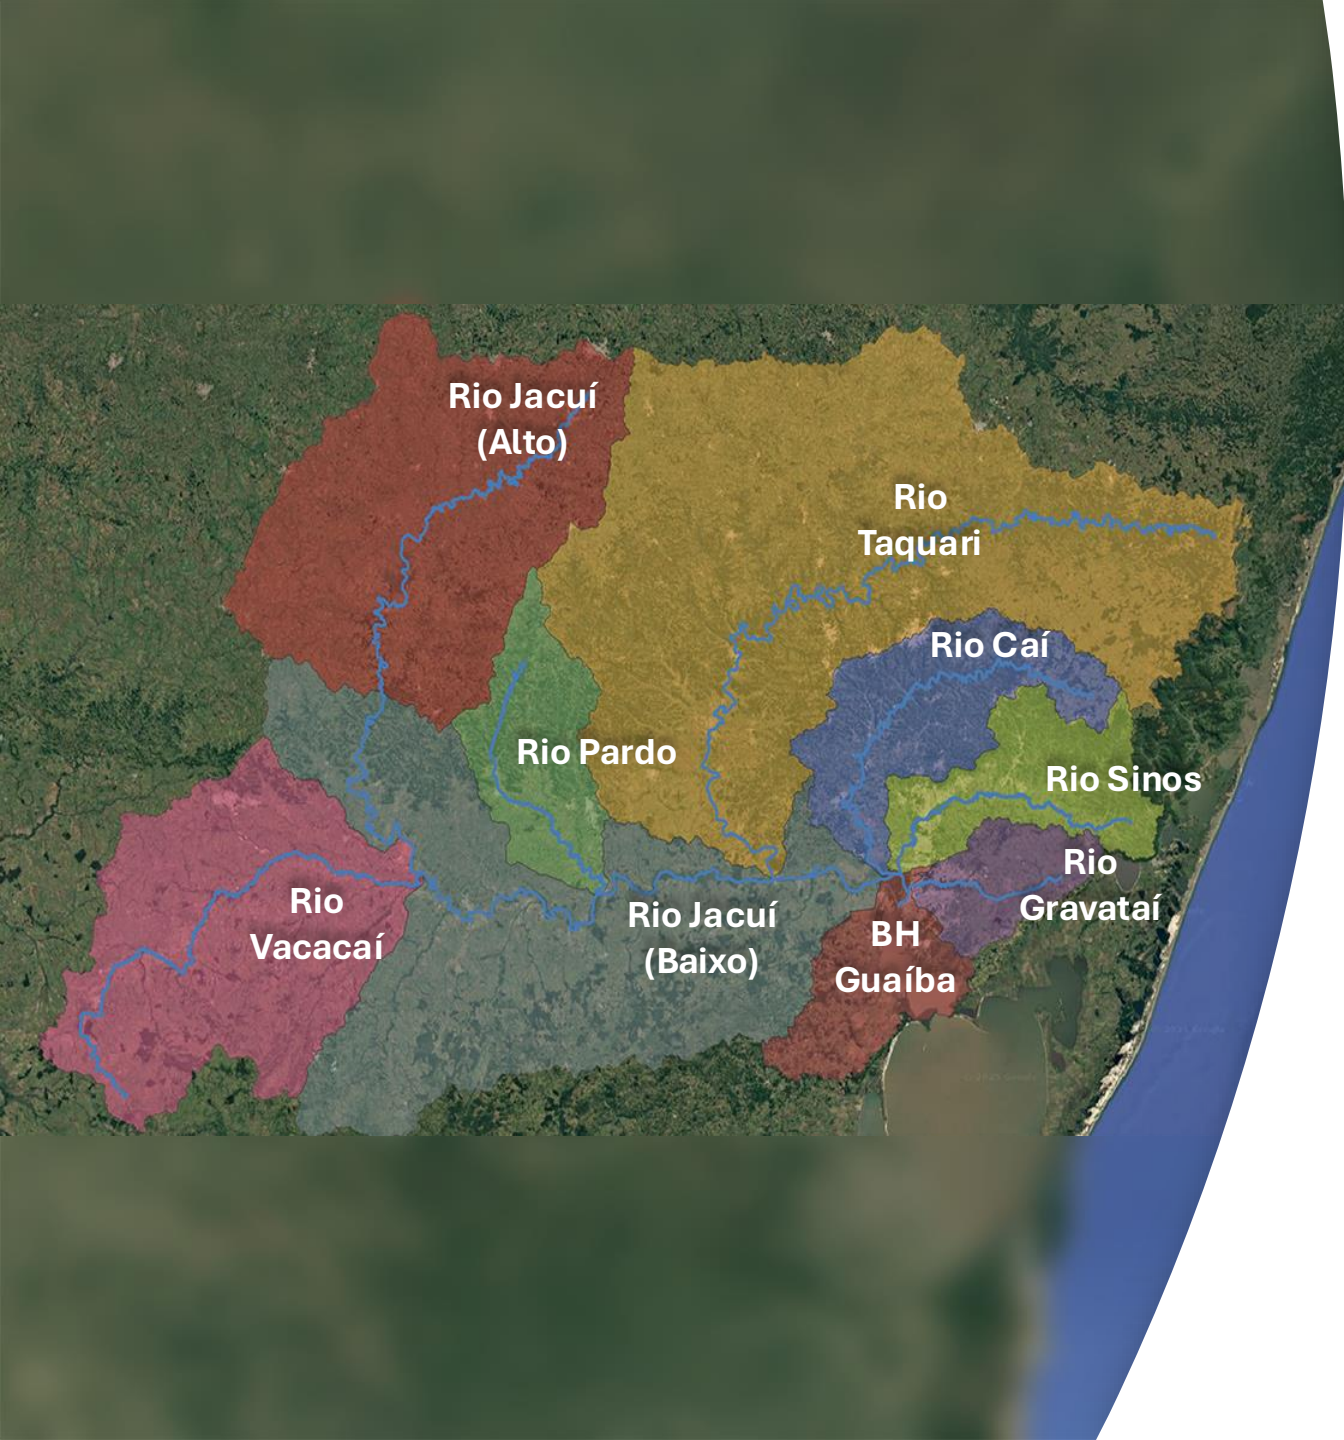 Rio Jacuí
(Alto)
Rio
Taquari
Rio Caí
Rio Pardo
Rio Sinos
Rio
Gravataí
Rio
Vacacaí
Rio Jacuí
(Baixo)
BH
Guaíba